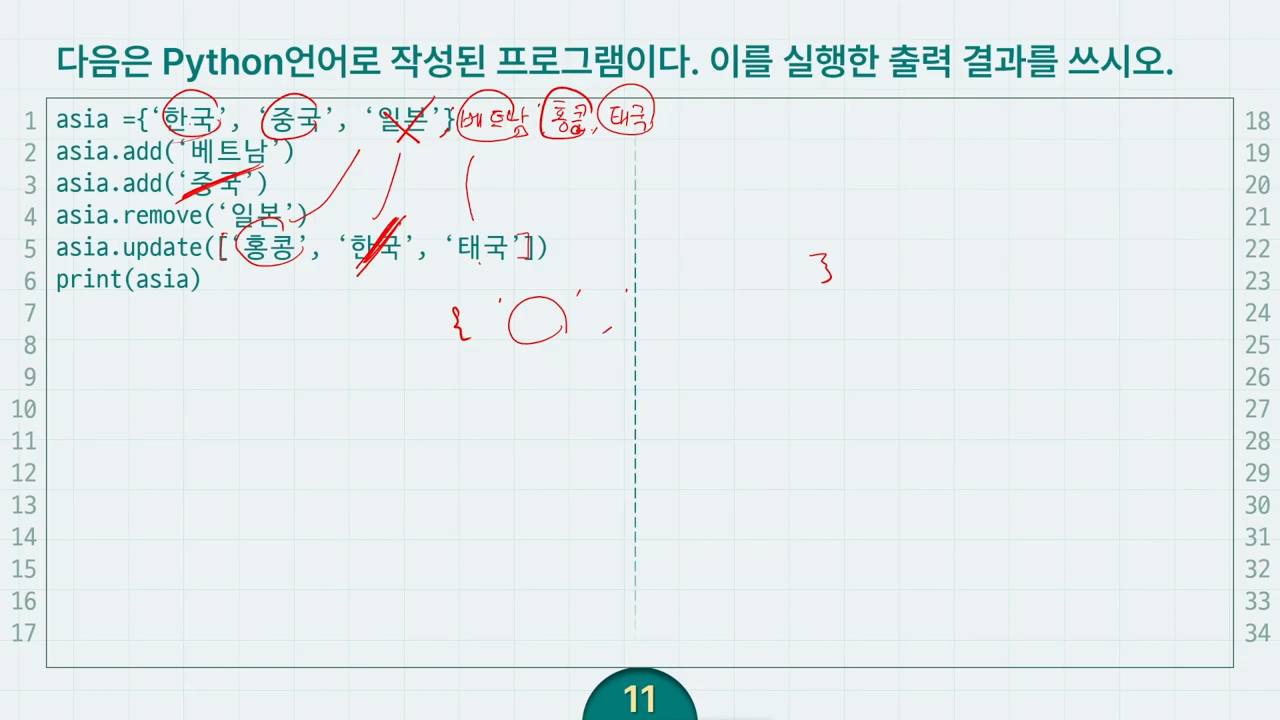 다음은 Python언어로 작성된 프로그램이다. 이를 실행한 출력 결과를 쓰시오.
1 asia ={‘한국’, ‘중국’, ‘일본’} 베트남 홍콩, 태국 18
2 asia.add(‘베트남’) 19
3 asia.add(‘중국’) 20
4 asia.remove(‘일본’) 21
5 asia.update([‘홍콩’, ‘한국’, ‘태국’]) 22
6 print(asia) } 23
7 { ' ' , ' 24
8 25
9 26
10 27
11 28
12 29
13 30
14 31
15 32
16 33
17 34
11